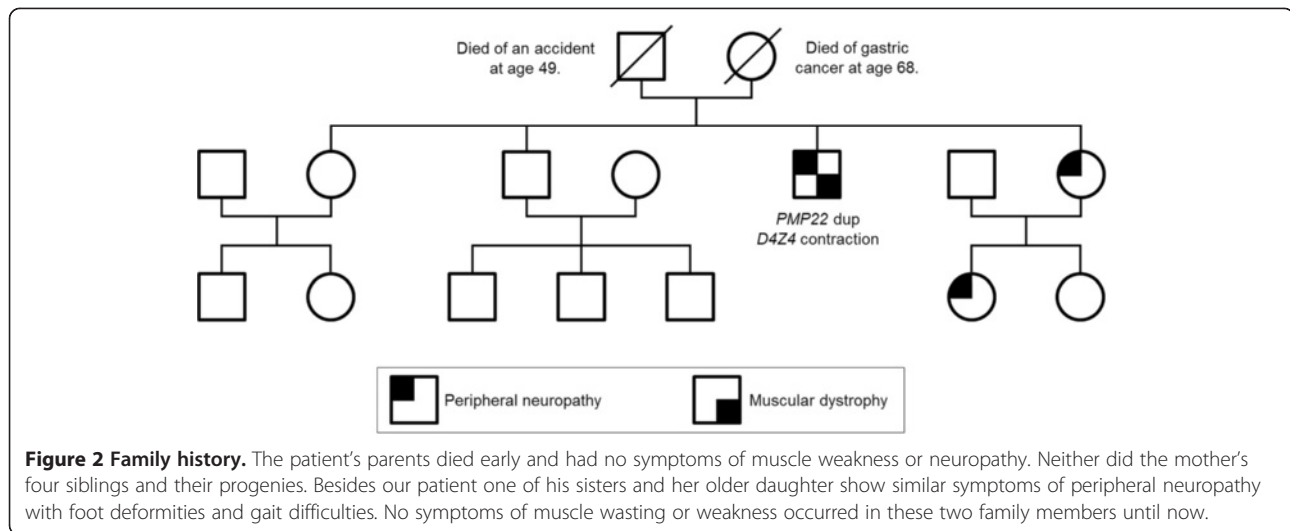 Died of an accident
at age 49.
Died of gastric
cancer at age 68.
PMP22 dup
D4Z4 contraction
Peripheral neuropathy
Muscular dystrophy
Figure 2 Family history. The patient's parents died early and had no symptoms of muscle weakness or neuropathy. Neither did the mother's
four siblings and their progenies. Besides our patient one of his sisters and her older daughter show similar symptoms of peripheral neuropathy
with foot deformities and gait difficulties. No symptoms of muscle wasting or weakness occurred in these two family members until now.